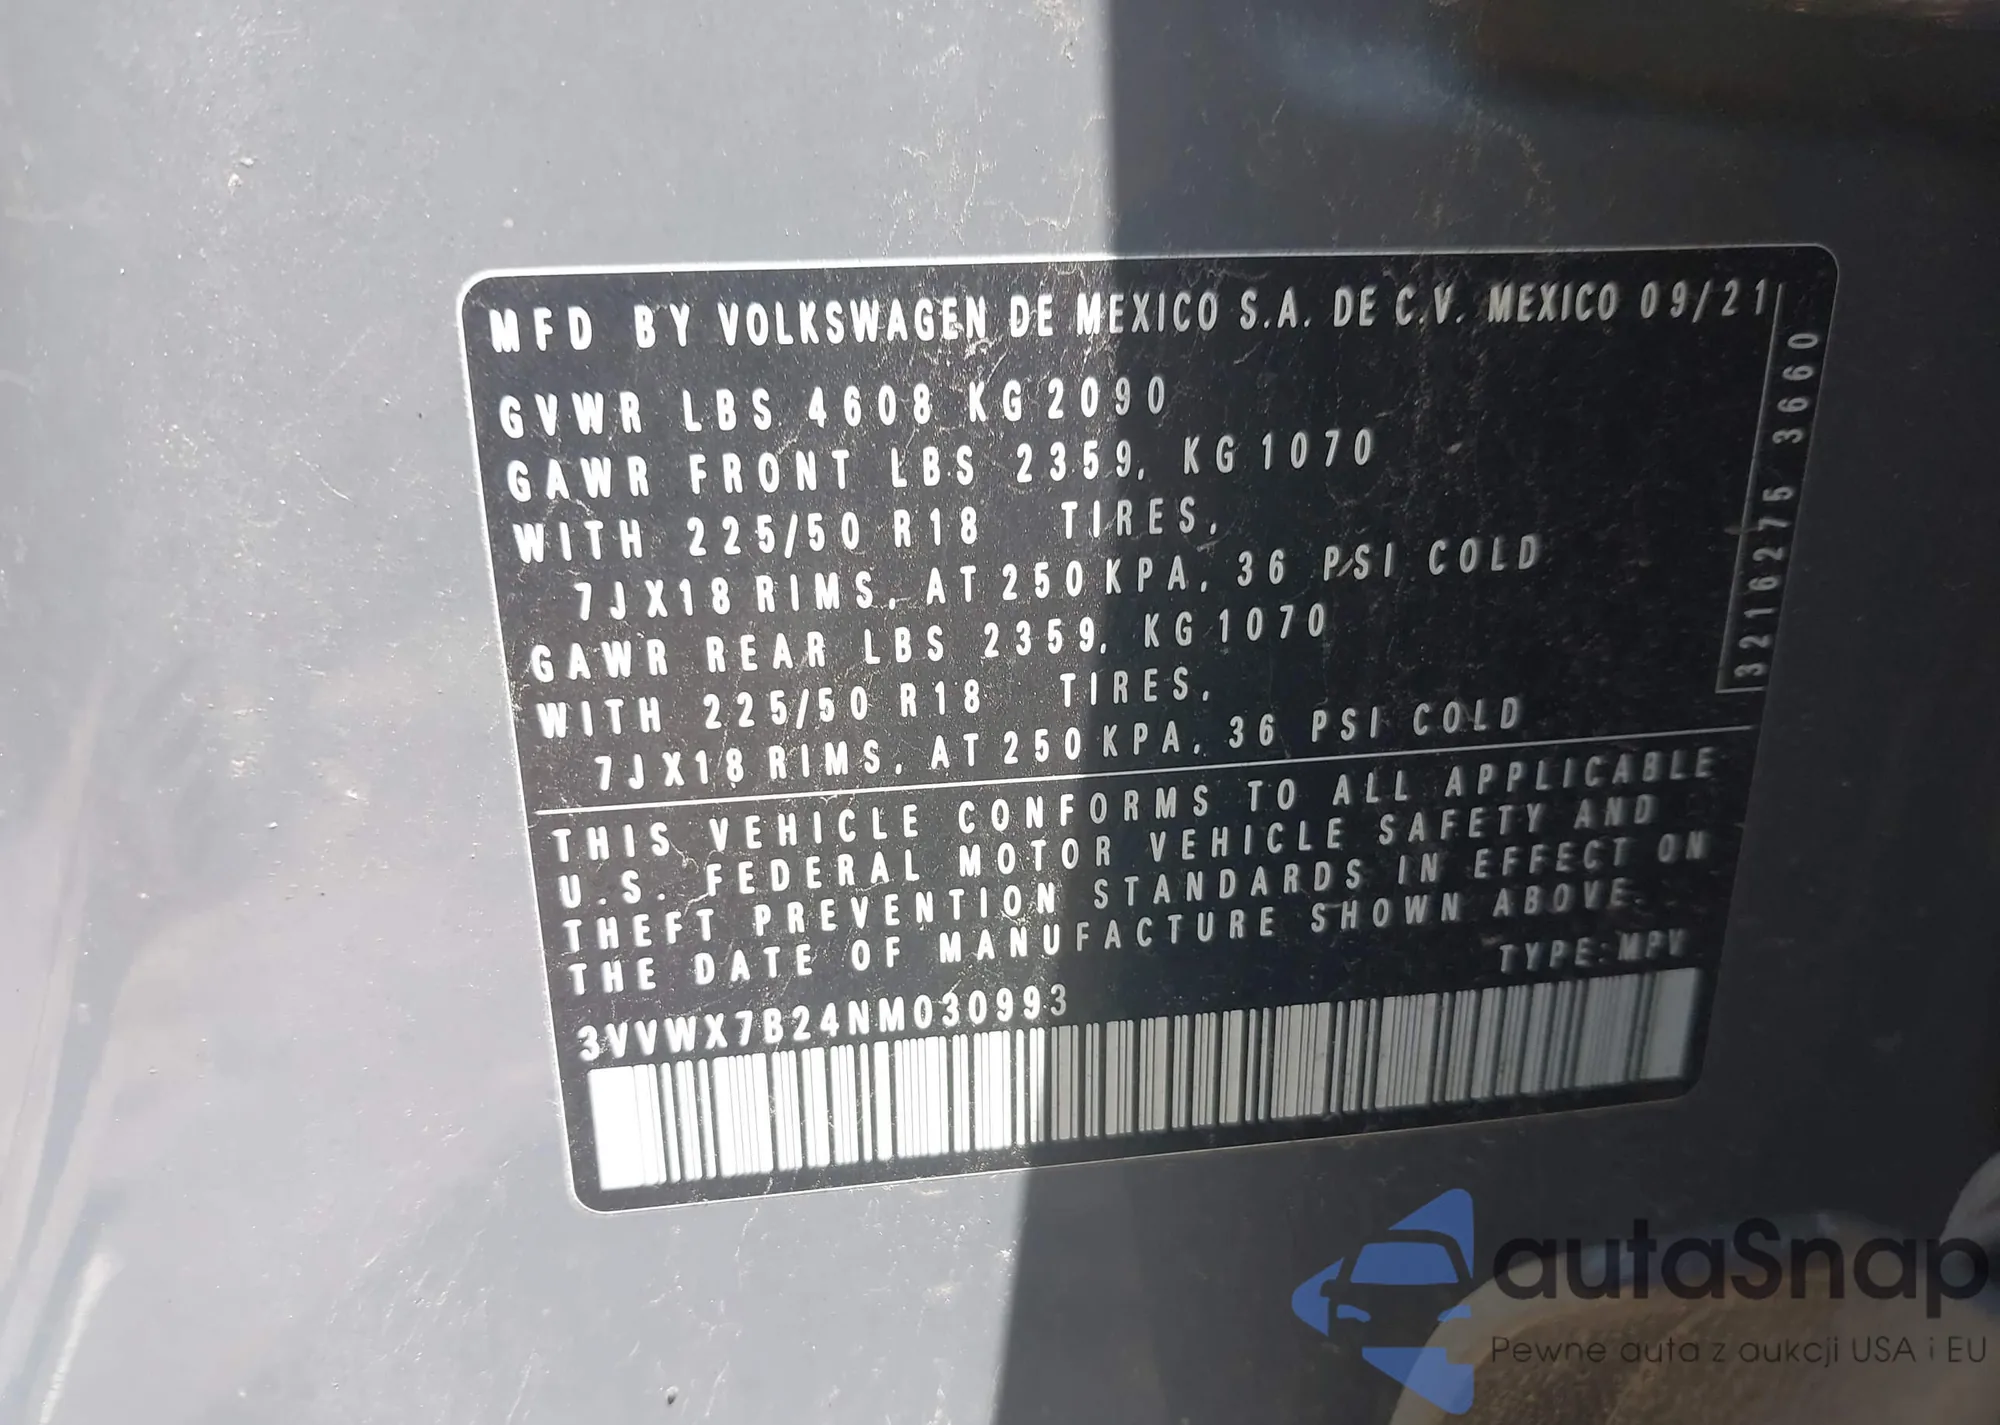 MFD BY VOLKSWAGEN DE MEXICO S.A. DE C.V. MEXICO 09/21
GVWR LBS 4608 KG 2090
GAWR FRONT LBS 2359, KG 1070
WITH 225/50 R18 TIRES,
7JX18 RIMS, AT 250 KPA, 36 PSI COLD
GAWR REAR LBS 2359, KG 1070
WITH 225/50 R18 TIRES,
7JX18 RIMS, AT 250 KPA, 36 PSI COLD
3216275 3660
THIS VEHICLE CONFORMS TO ALL APPLICABLE
U.S. FEDERAL MOTOR VEHICLE SAFETY AND
THEFT PREVENTION STANDARDS IN EFFECT ON
THE DATE OF MANUFACTURE SHOWN ABOVE.
TYPE: MPV
3VVWX7B24NM030993
autaSnap
Pewne auta z aukcji USA i EU